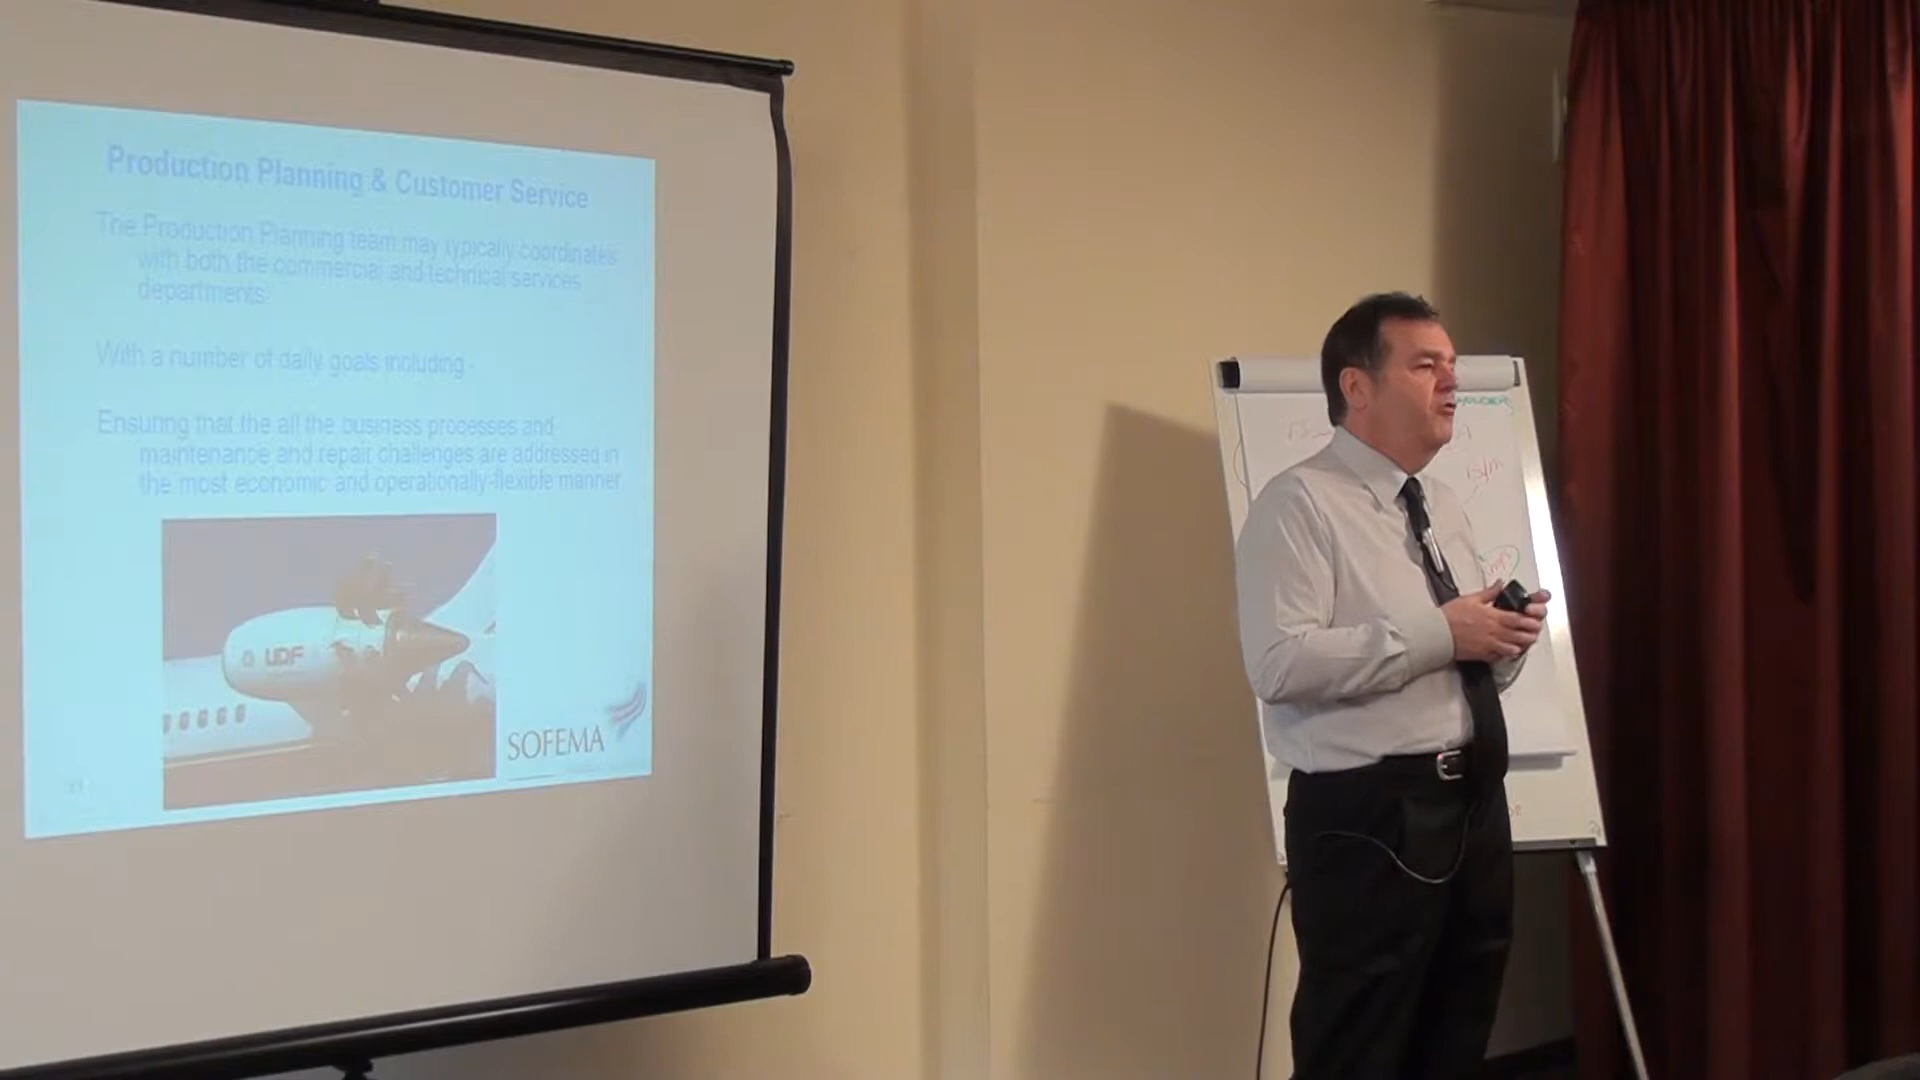 Production Planning & Customer Service
The Production Planning team may typically coordinates
with both the commercial and technical services
departments.
With a number of daily goals including -
Ensuring that the all the business processes and
maintenance and repair challenges are addressed in
the most economic and operationally-flexible manner
UDF
SOFEMA
B/M